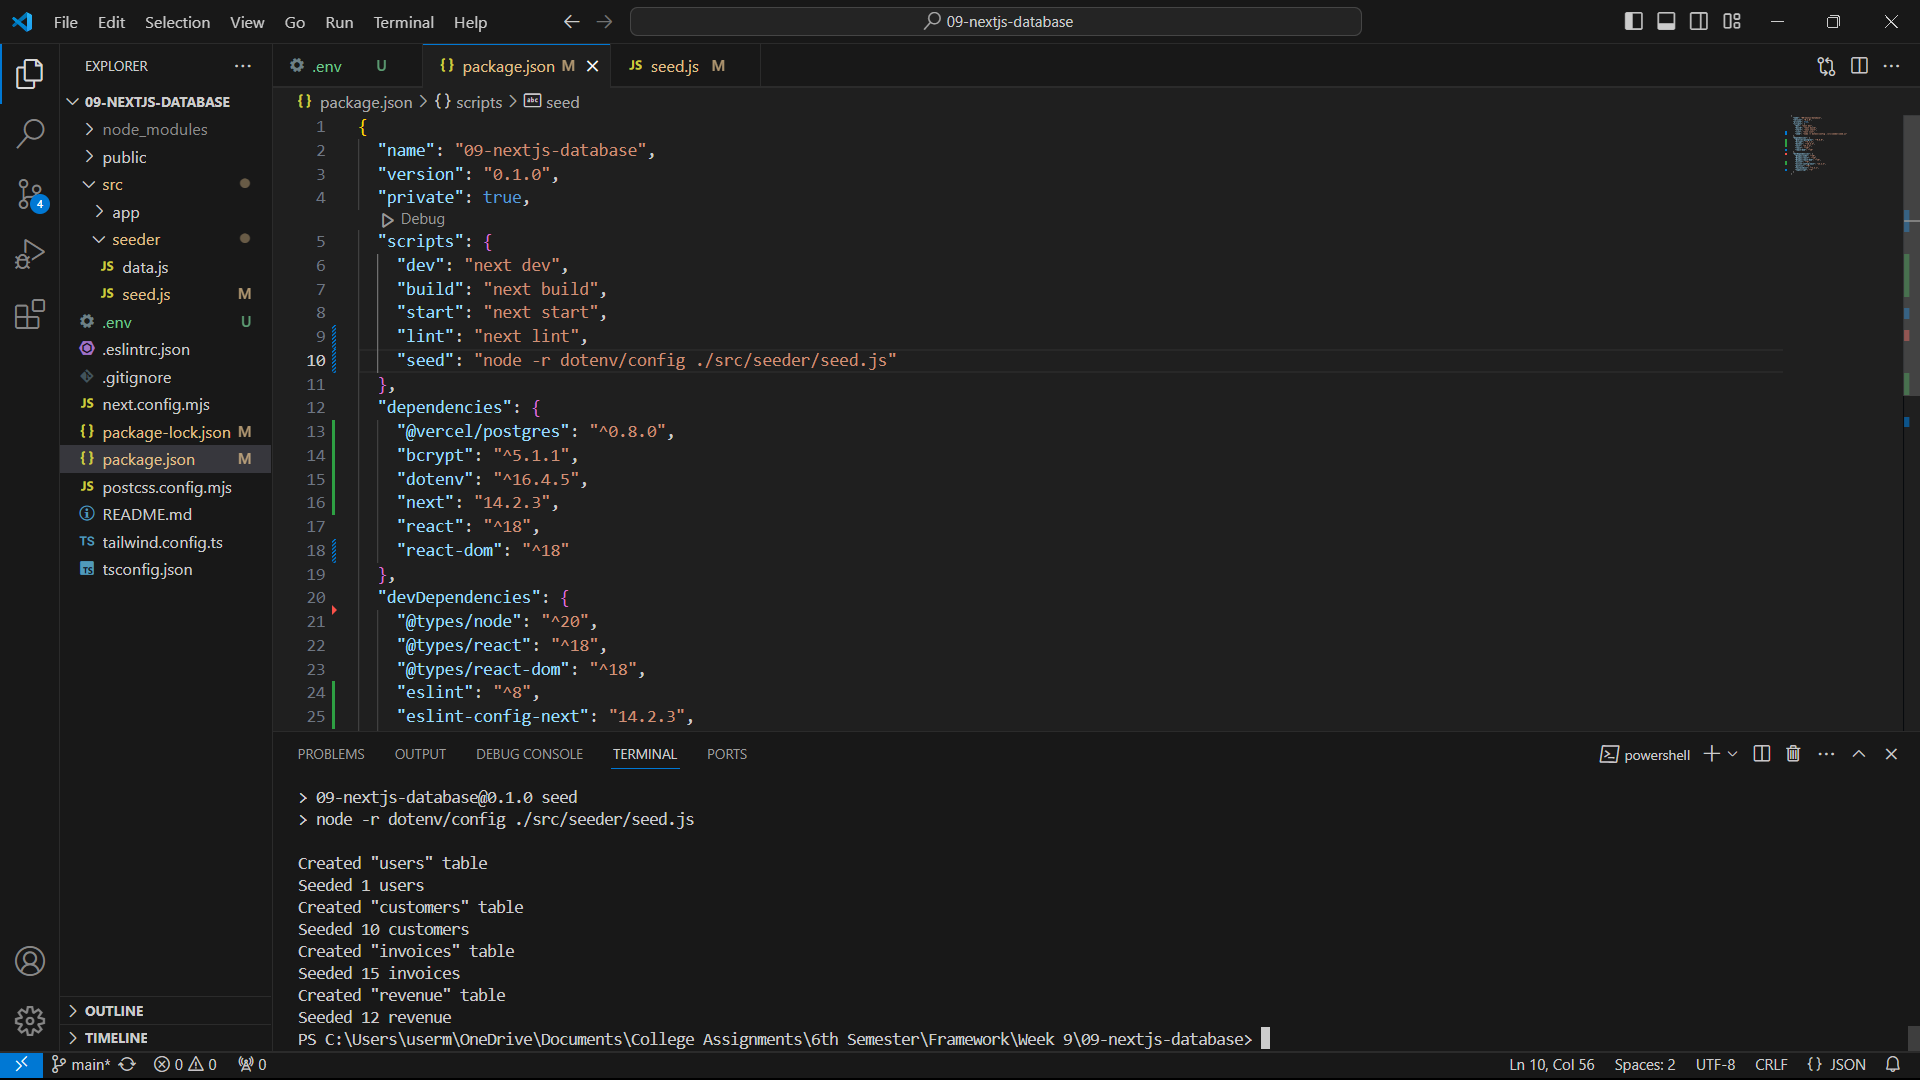 File Edit Selection View Go Run Terminal Help
09-nextjs-database
EXPLORER
09-NEXTJS-DATABASE
node_modules
public
src
app
seeder
JS data.js
JS seed.js M
.env U
.eslintrc.json
.gitignore
JS next.config.mjs
{} package-lock.json M
{} package.json M
JS postcss.config.mjs
README.md
TS tailwind.config.ts
TS tsconfig.json
OUTLINE
TIMELINE
4
.env U
{} package.json M
JS seed.js M
{} package.json > {} scripts > abc seed
1 {
2 "name": "09-nextjs-database",
3 "version": "0.1.0",
4 "private": true,
Debug
5 "scripts": {
6 "dev": "next dev",
7 "build": "next build",
8 "start": "next start",
9 "lint": "next lint",
10 "seed": "node -r dotenv/config ./src/seeder/seed.js"
11 },
12 "dependencies": {
13 "@vercel/postgres": "^0.8.0",
14 "bcrypt": "^5.1.1",
15 "dotenv": "^16.4.5",
16 "next": "14.2.3",
17 "react": "^18",
18 "react-dom": "^18"
19 },
20 "devDependencies": {
21 "@types/node": "^20",
22 "@types/react": "^18",
23 "@types/react-dom": "^18",
24 "eslint": "^8",
25 "eslint-config-next": "14.2.3",
PROBLEMS OUTPUT DEBUG CONSOLE TERMINAL PORTS
powershell
> 09-nextjs-database@0.1.0 seed
> node -r dotenv/config ./src/seeder/seed.js
Created "users" table
Seeded 1 users
Created "customers" table
Seeded 10 customers
Created "invoices" table
Seeded 15 invoices
Created "revenue" table
Seeded 12 revenue
PS C:\Users\userm\OneDrive\Documents\College Assignments\6th Semester\Framework\Week 9\09-nextjs-database>
main* 0 0 0
Ln 10, Col 56 Spaces: 2 UTF-8 CRLF {} JSON